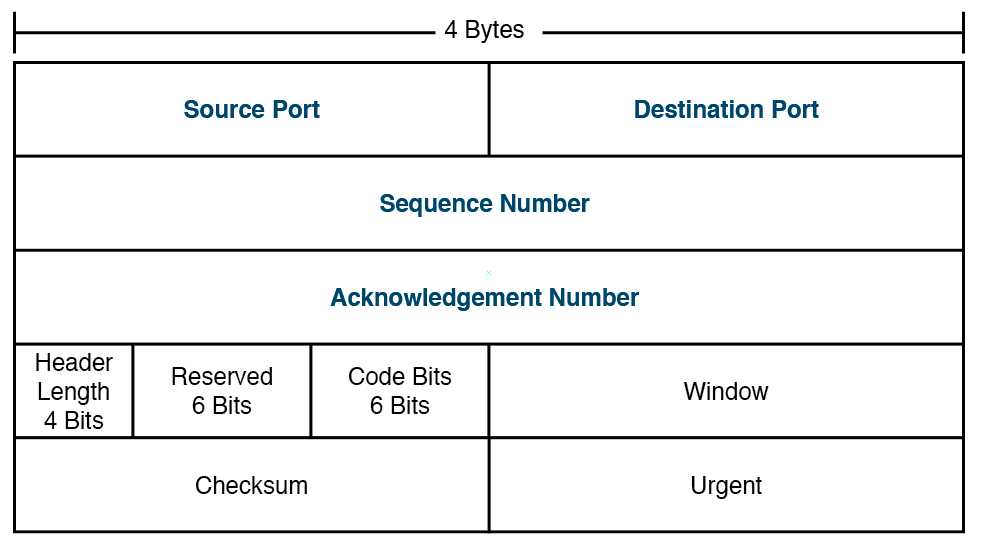 4 Bytes
Source Port
Destination Port
Sequence Number
Acknowledgement Number
Header
Length
4 Bits
Reserved
6 Bits
Code Bits
6 Bits
Window
Checksum
Urgent